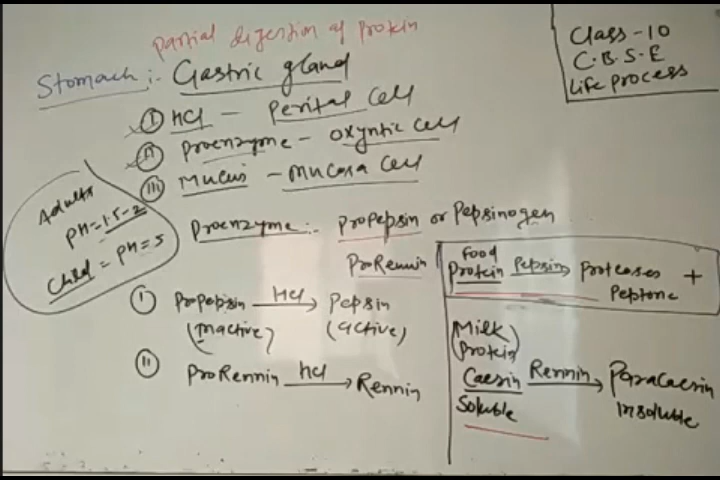 partial digestion of protein
Class-10
C.B.S.E
Life process
Stomach:- Gastric gland
(I) HCl - Perital cell
(II) Proenzyme - oxyntic cell
(III) Mucus - Mucosa cell
Adults
PH=1.5-2
Child = PH=5
Proenzyme:- Propepsin or Pepsinogen
ProRennin
Food
Protein Pepsin Proteases +
Peptone
(I) Propepsin HCl → Pepsin
(Inactive) (active)
(II) ProRennin HCl → Rennin
(Milk)
(Protein)
Caesin Rennin → Paracaesin
Soluble insoluble